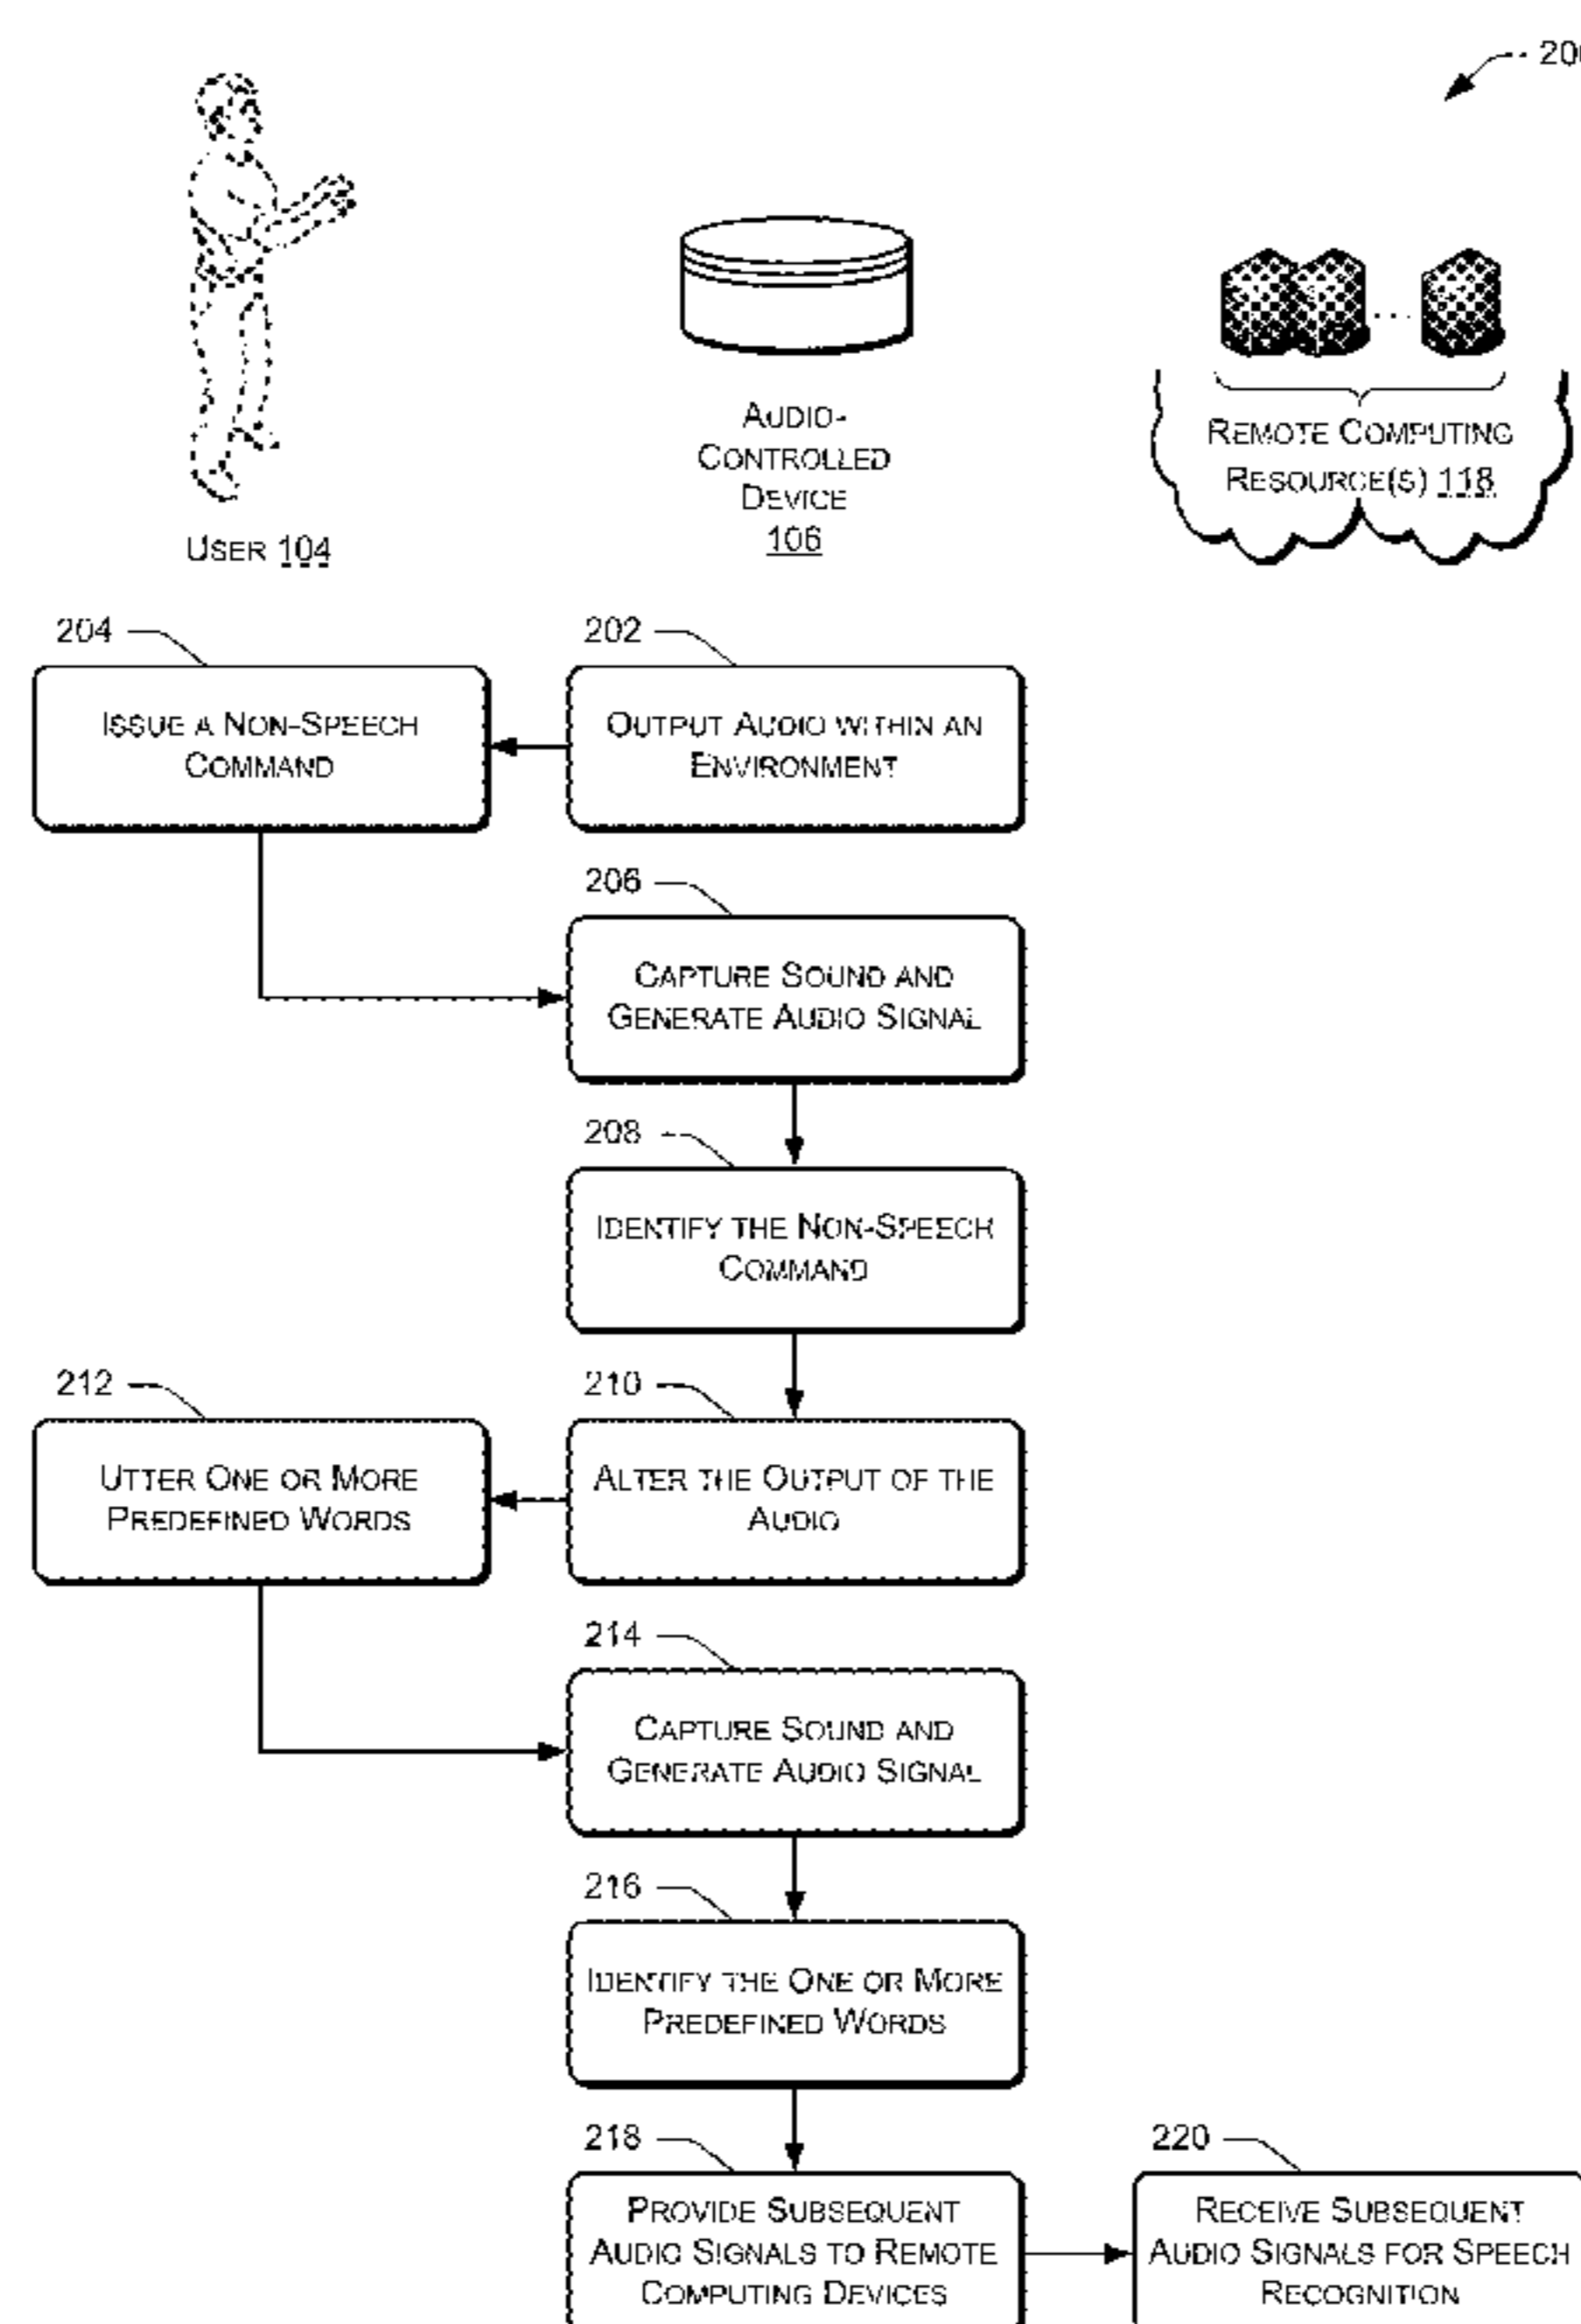 200
AUDIO-
CONTROLLED
DEVICE
106
REMOTE COMPUTING
RESOURCE(S) 118
USER 104
204
202
ISSUE A NON-SPEECH
COMMAND
OUTPUT AUDIO WITHIN AN
ENVIRONMENT
206
CAPTURE SOUND AND
GENERATE AUDIO SIGNAL
208
IDENTIFY THE NON-SPEECH
COMMAND
212
210
UTTER ONE OR MORE
PREDEFINED WORDS
ALTER THE OUTPUT OF THE
AUDIO
214
CAPTURE SOUND AND
GENERATE AUDIO SIGNAL
216
IDENTIFY THE ONE OR MORE
PREDEFINED WORDS
218
220
PROVIDE SUBSEQUENT
AUDIO SIGNALS TO REMOTE
COMPUTING DEVICES
RECEIVE SUBSEQUENT
AUDIO SIGNALS FOR SPEECH
RECOGNITION